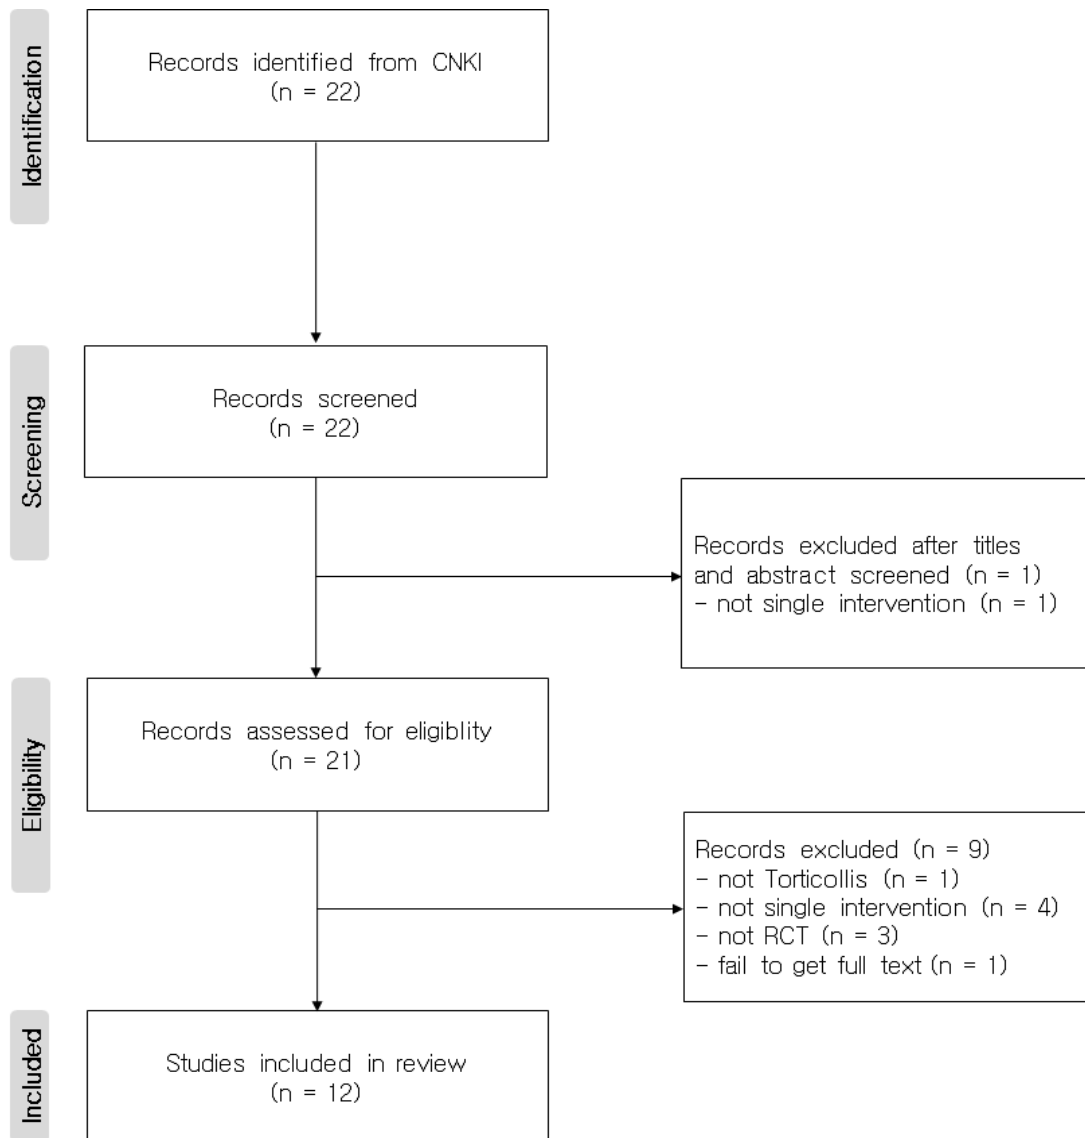 Identification
Records identified from CNKI
(n = 22)
Screening
Records screened
(n = 22)
Records excluded after titles
and abstract screened (n = 1)
- not single intervention (n = 1)
Eligibility
Records assessed for eligiblity
(n = 21)
Records excluded (n = 9)
- not Torticollis (n = 1)
- not single intervention (n = 4)
- not RCT (n = 3)
- fail to get full text (n = 1)
Included
Studies included in review
(n = 12)